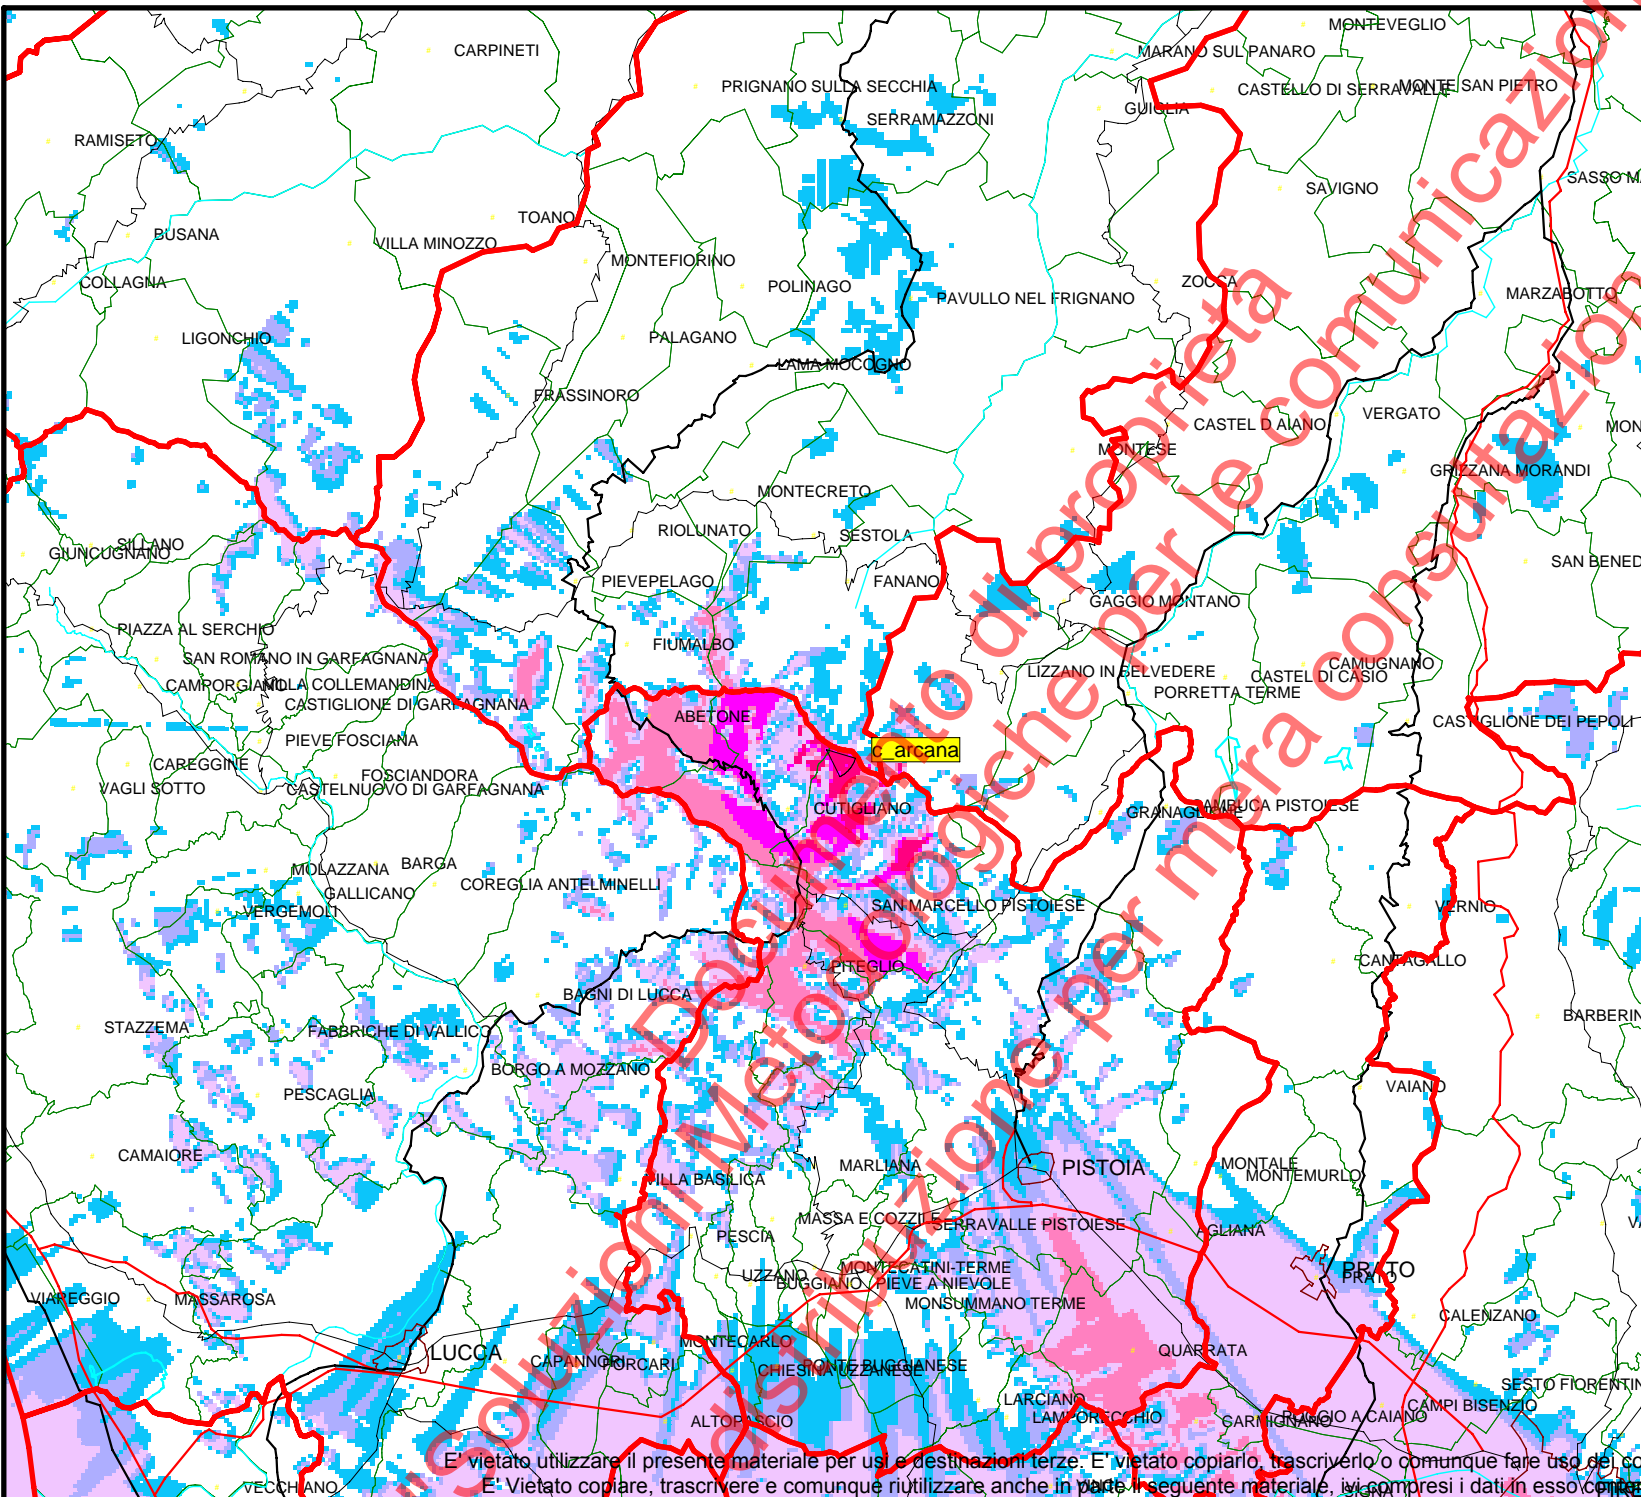 MONTEVEGLIO
CARPINETI
MARANO SUL PANARO
PRIGNANO SULLA SECCHIA
CASTELLO DI SERRAVALLE
MONTE SAN PIETRO
GUIGLIA
SERRAMAZZONI
RAMISETO
SASSO M
SAVIGNO
TOANO
BUSANA
VILLA MINOZZO
MONTEFIORINO
COLLAGNA
POLINAGO
ZOCCA
MARZABOTTO
PAVULLO NEL FRIGNANO
LIGONCHIO
PALAGANO
LAMA MOCOGNO
FRASSINORO
VERGATO
CASTEL D AIANO
MON
MONTESE
GRIZZANA MORANDI
MONTECRETO
RIOLUNATO
SESTOLA
SILLANO
GIUNCUGNANO
SAN BENED
PIEVEPELAGO
FANANO
GAGGIO MONTANO
PIAZZA AL SERCHIO
FIUMALBO
SAN ROMANO IN GARFAGNANA
CAMUGNANO
LIZZANO IN BELVEDERE
CASTEL DI CASIO
CAMPORGIANO
VILLA COLLEMANDINA
PORRETTA TERME
CASTIGLIONE DI GARFAGNANA
ABETONE
CASTIGLIONE DEI PEPOLI
PIEVE FOSCIANA
c_arcana
CAREGGINE
FOSCIANDORA
VAGLI SOTTO
CASTELNUOVO DI GARFAGNANA
CUTIGLIANO
SAMBUCA PISTOIESE
GRANAGLIONE
MOLAZZANA
BARGA
COREGLIA ANTELMINELLI
GALLICANO
VERGEMOLI
SAN MARCELLO PISTOIESE
VERNIO
CANTAGALLO
PITEGLIO
BAGNI DI LUCCA
STAZZEMA
FABBRICHE DI VALLICO
BARBERIN
BORGO A MOZZANO
VAIANO
PESCAGLIA
CAMAIORE
MARLIANA
PISTOIA
MONTALE
MONTEMURLO
VILLA BASILICA
MASSA E COZZILE
SERRAVALLE PISTOIESE
AGLIANA
PESCIA
MONTECATINI-TERME
PRATO
PRATO
UZZANO
BUGGIANO
PIEVE A NIEVOLE
VIAREGGIO
MASSAROSA
MONSUMMANO TERME
CALENZANO
MONTECARLO
LUCCA
QUARRATA
CAPANNORI
PORCARI
PONTE BUGGIANESE
CHIESINA UZZANESE
SESTO FIORENTIN
LARCIANO
CAMPI BISENZIO
LAMPORECCHIO
CARMIGNANO
POGGIO A CAIANO
ALTOPASCIO
VECCHIANO
VINCI
SIGNA
Documento di proprietà
"Soluzioni Metodologiche per le comunicazion
distribuzione per mera consultazion
E' vietato utilizzare il presente materiale per usi e destinazioni terze. E' vietato copiarlo, trascriverlo o comunque fare uso dei co
E' Vietato copiare, trascrivere e comunque riutilizzare anche in parte il seguente materiale, ivi compresi i dati in esso conten